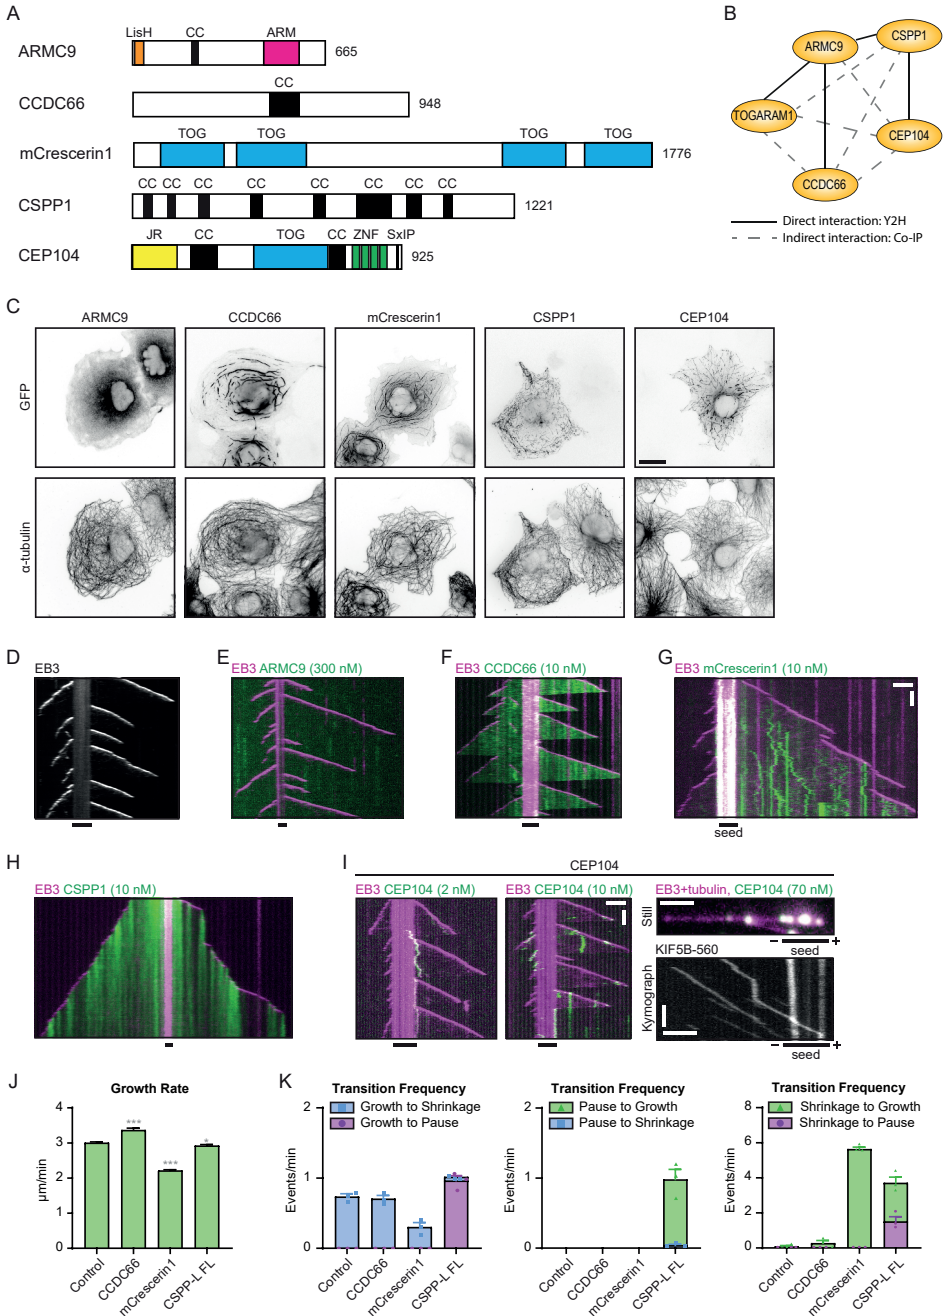 A
LisH CC ARM
ARMC9 665
CC
CCDC66 948
TOG TOG TOG TOG
mCrescerin1 1776
CC CC CC CC CC CC CC CC
CSPP1 1221
JR CC TOG CC ZNF SxIP
CEP104 925
B
CSPP1
ARMC9
TOGARAM1
CEP104
CCDC66
Direct interaction: Y2H
Indirect interaction: Co-IP
C
ARMC9 CCDC66 mCrescerin1 CSPP1 CEP104
GFP
α-tubulin
D
EB3
E
EB3 ARMC9 (300 nM)
F
EB3 CCDC66 (10 nM)
G
EB3 mCrescerin1 (10 nM)
seed
H
EB3 CSPP1 (10 nM)
I
CEP104
EB3 CEP104 (2 nM)
EB3 CEP104 (10 nM)
EB3+tubulin, CEP104 (70 nM)
Still
− seed +
KIF5B-560
Kymograph
− seed +
J
Growth Rate
µm/min
4
3
2
1
0
***
***
*
Control
CCDC66
mCrescerin1
CSPP-L FL
K
Transition Frequency
Growth to Shrinkage
Growth to Pause
Events/min
2
1
0
Control
CCDC66
mCrescerin1
CSPP-L FL
Transition Frequency
Pause to Growth
Pause to Shrinkage
Events/min
2
1
0
Control
CCDC66
mCrescerin1
CSPP-L FL
Transition Frequency
Shrinkage to Growth
Shrinkage to Pause
Events/min
8
6
4
2
0
Control
CCDC66
mCrescerin1
CSPP-L FL